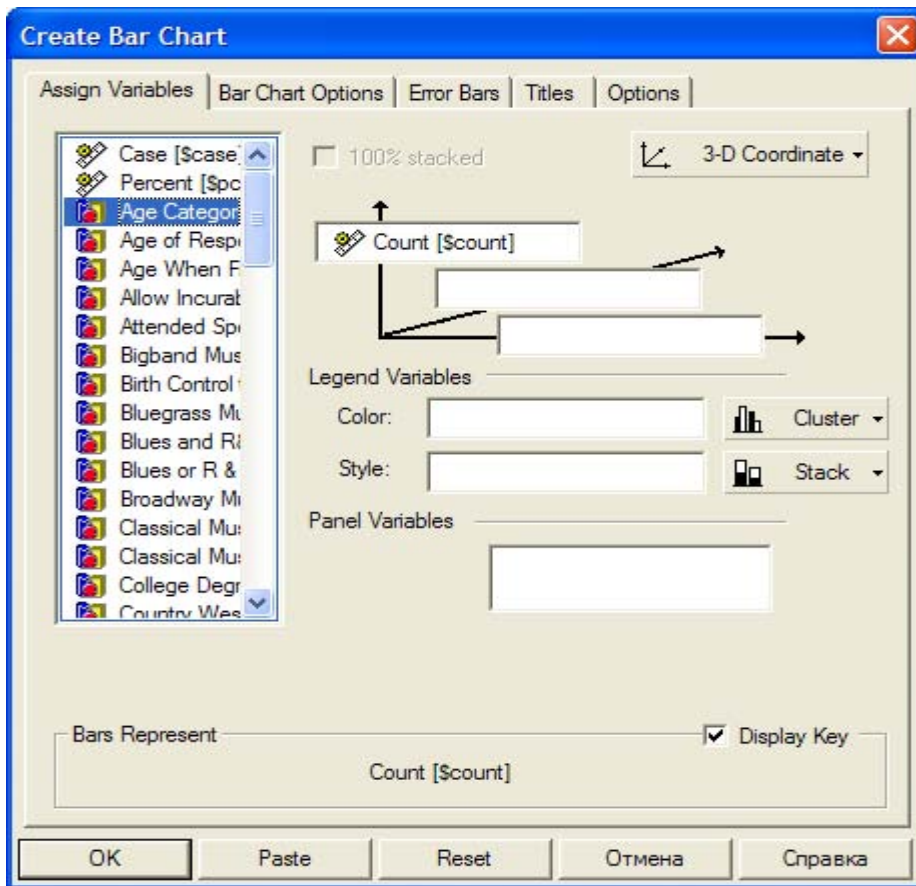 Create Bar Chart
Assign Variables Bar Chart Options Error Bars Titles Options
Case [$case]
Percent [$pc
Age Categor
Age of Resp
Age When F
Allow Incurab
Attended Sp
Bigband Mus
Birth Control
Bluegrass Mu
Blues and R
Blues or R &
Broadway M
Classical Mus
Classical Mus
College Degr
Country Wes
100% stacked
3-D Coordinate
Count [$count]
Legend Variables
Color:
Cluster
Style:
Stack
Panel Variables
Bars Represent
Display Key
Count [$count]
OK Paste Reset Отмена Справка